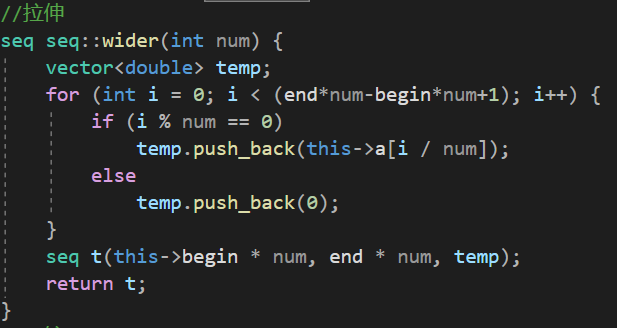 //拉伸
seq seq::wider(int num) {
    vector<double> temp;
    for (int i = 0; i < (end*num-begin*num+1); i++) {
        if (i % num == 0)
            temp.push_back(this->a[i / num]);
        else
            temp.push_back(0);
    }
    seq t(this->begin * num, end * num, temp);
    return t;
}